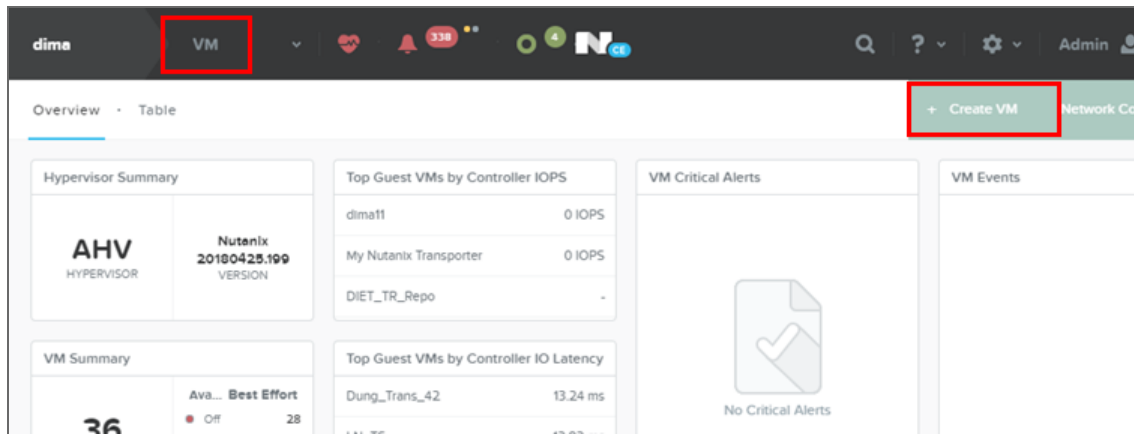 dima VM 338 4 N CE ? Admin
Overview · Table + Create VM Network Co
Hypervisor Summary
AHV
HYPERVISOR
Nutanix
20180425.199
VERSION
Top Guest VMs by Controller IOPS
dima11 0 IOPS
My Nutanix Transporter 0 IOPS
DIET_TR_Repo -
VM Critical Alerts
No Critical Alerts
VM Events
VM Summary
36
Ava... Best Effort
Off 28
Top Guest VMs by Controller IO Latency
Dung_Trans_42 13.24 ms